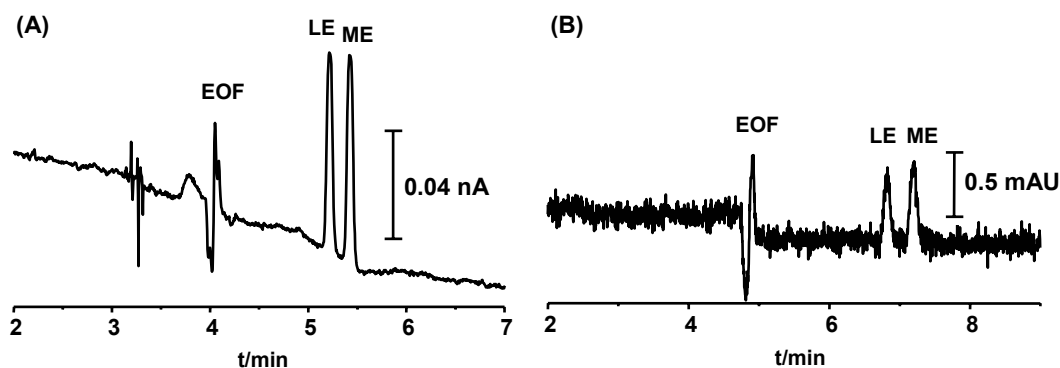 (A)
LE
ME
EOF
0.04 nA
2 3 4 5 6 7
t/min
(B)
EOF
LE
ME
0.5 mAU
2 4 6 8
t/min